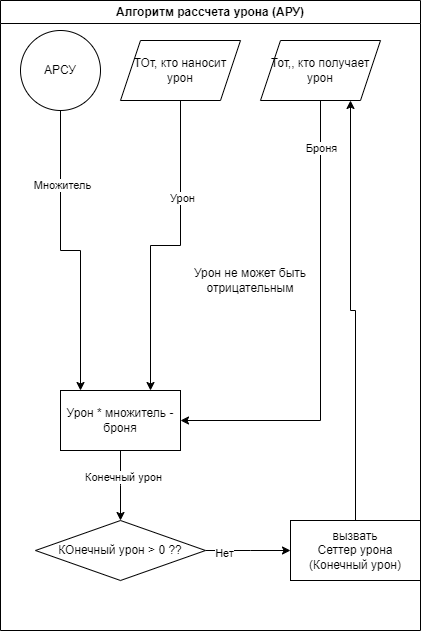 Алгоритм рассчета урона (АРУ)
АРСУ
ТОт, кто наносит
урон
Тот,, кто получает
урон
Броня
Множитель
Урон
Урон не может быть
отрицательным
Урон * множитель -
броня
Конечный урон
КОнечный урон > 0 ??
Нет
вызвать
Сеттер урона
(Конечный урон)